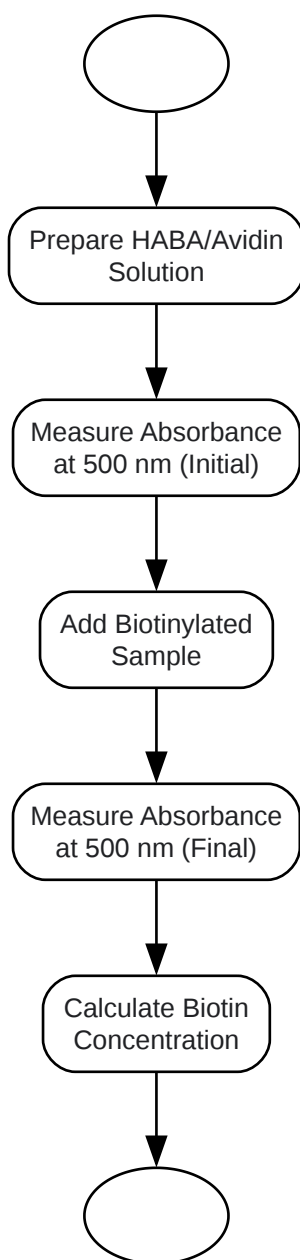 Prepare HABA/Avidin
Solution
Measure Absorbance
at 500 nm (Initial)
Add Biotinylated
Sample
Measure Absorbance
at 500 nm (Final)
Calculate Biotin
Concentration